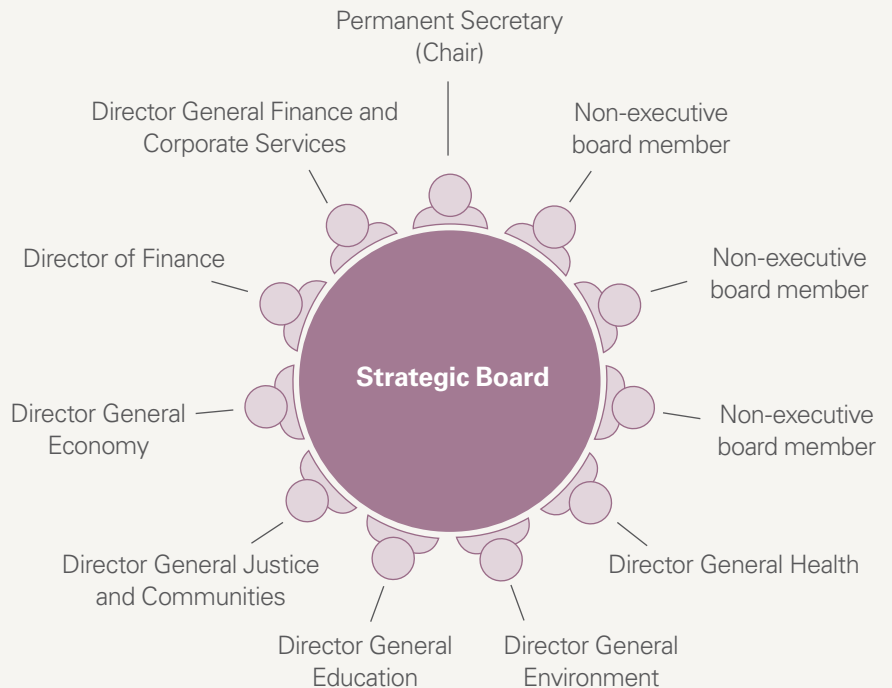 Permanent Secretary
(Chair)
Director General Finance and
Corporate Services
Non-executive
board member
Director of Finance
Non-executive
board member
Strategic Board
Director General
Economy
Non-executive
board member
Director General Justice
and Communities
Director General Health
Director General
Education
Director General
Environment